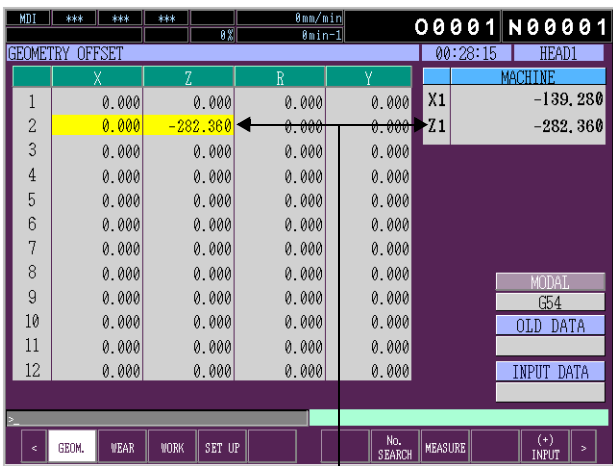 MDI *** *** *** 0mm/min O0001 N00001
0% 0min-1
GEOMETRY OFFSET 00:28:15 HEAD1
X Z R Y MACHINE
1 0.000 0.000 0.000 0.000 X1 -139.280
2 0.000 -282.360 0.000 0.000 Z1 -282.360
3 0.000 0.000 0.000 0.000
4 0.000 0.000 0.000 0.000
5 0.000 0.000 0.000 0.000
6 0.000 0.000 0.000 0.000
7 0.000 0.000 0.000 0.000
8 0.000 0.000 0.000 0.000 MODAL
9 0.000 0.000 0.000 0.000 G54
10 0.000 0.000 0.000 0.000 OLD DATA
11 0.000 0.000 0.000 0.000
12 0.000 0.000 0.000 0.000 INPUT DATA
>_
< GEOM. WEAR WORK SET UP No. SEARCH MEASURE (+) INPUT >